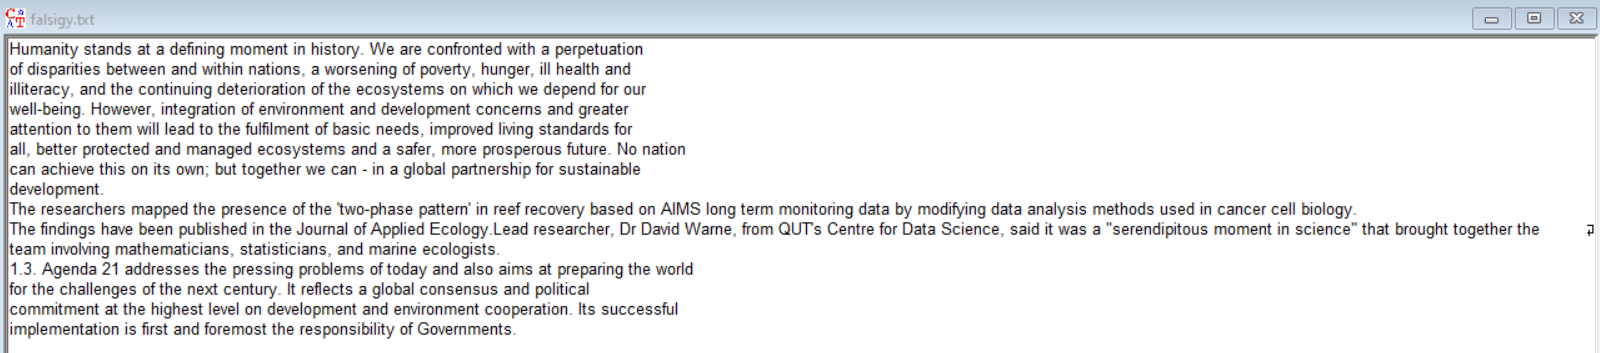 CAT
falsigy.txt
Humanity stands at a defining moment in history. We are confronted with a perpetuation
of disparities between and within nations, a worsening of poverty, hunger, ill health and
illiteracy, and the continuing deterioration of the ecosystems on which we depend for our
well-being. However, integration of environment and development concerns and greater
attention to them will lead to the fulfilment of basic needs, improved living standards for
all, better protected and managed ecosystems and a safer, more prosperous future. No nation
can achieve this on its own; but together we can - in a global partnership for sustainable
development.
The researchers mapped the presence of the 'two-phase pattern' in reef recovery based on AIMS long term monitoring data by modifying data analysis methods used in cancer cell biology.
The findings have been published in the Journal of Applied Ecology.Lead researcher, Dr David Warne, from QUT's Centre for Data Science, said it was a "serendipitous moment in science" that brought together the
team involving mathematicians, statisticians, and marine ecologists.
1.3. Agenda 21 addresses the pressing problems of today and also aims at preparing the world
for the challenges of the next century. It reflects a global consensus and political
commitment at the highest level on development and environment cooperation. Its successful
implementation is first and foremost the responsibility of Governments.